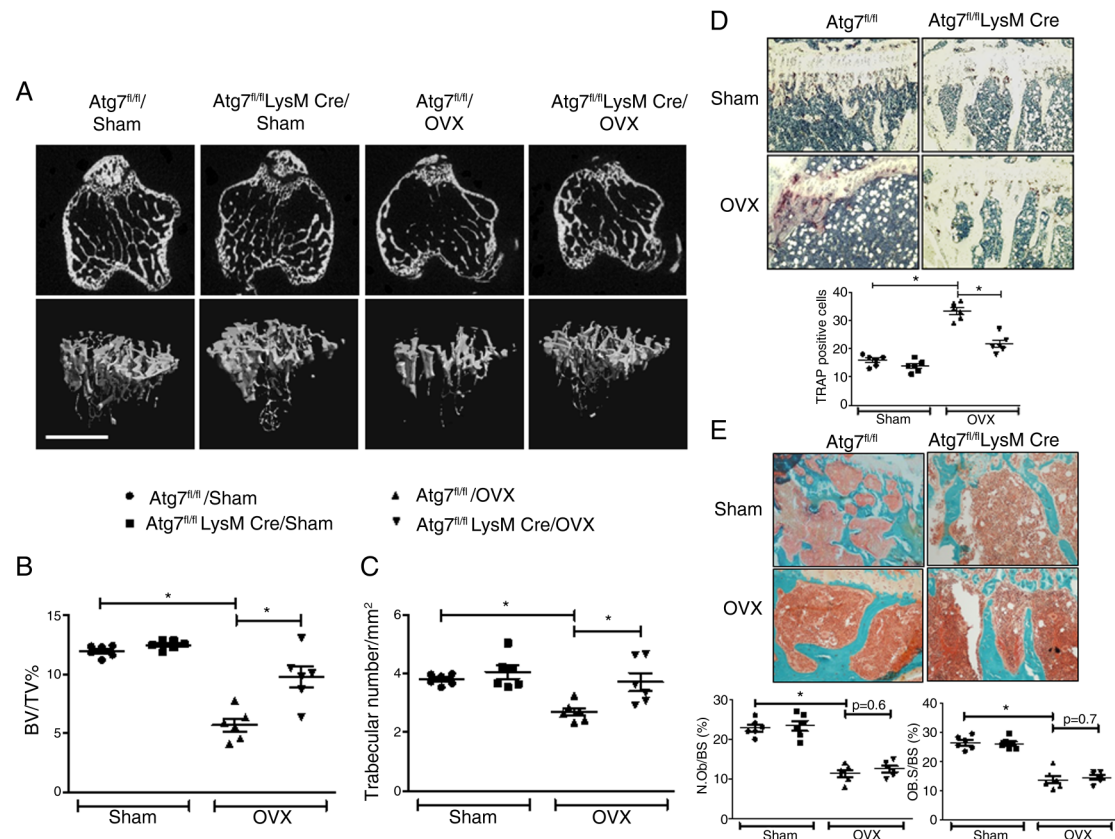 A
Atg7fl/fl/
Sham
Atg7fl/flLysM Cre/
Sham
Atg7fl/fl/
OVX
Atg7fl/flLysM Cre/
OVX
Atg7fl/fl/Sham
Atg7fl/fl LysM Cre/Sham
Atg7fl/fl/OVX
Atg7fl/fl LysM Cre/OVX
B
BV/TV%
15
10
5
0
*
*
Sham
OVX
C
Trabecular number/mm2
6
4
2
0
*
*
Sham
OVX
D
Atg7fl/fl
Atg7fl/flLysM Cre
Sham
OVX
TRAP positive cells
40
30
20
10
0
*
*
Sham
OVX
E
Atg7fl/fl
Atg7fl/flLysM Cre
Sham
OVX
N.Ob/BS (%)
30
20
10
0
*
p=0.6
Sham
OVX
OB.S/BS (%)
40
30
20
10
0
*
p=0.7
Sham
OVX